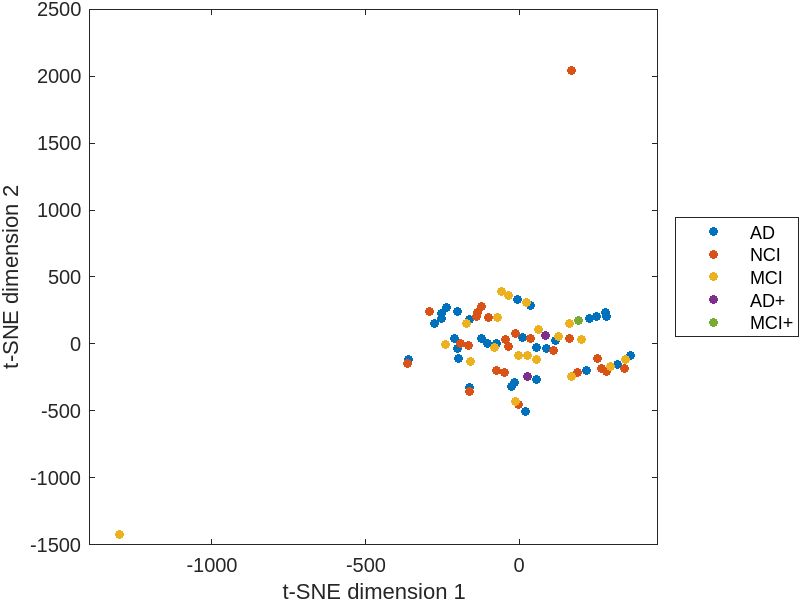 2500
2000
1500
1000
500
0
-500
-1000
-1500
-1000
-500
0
t-SNE dimension 1
t-SNE dimension 2
AD
NCI
MCI
AD+
MCI+